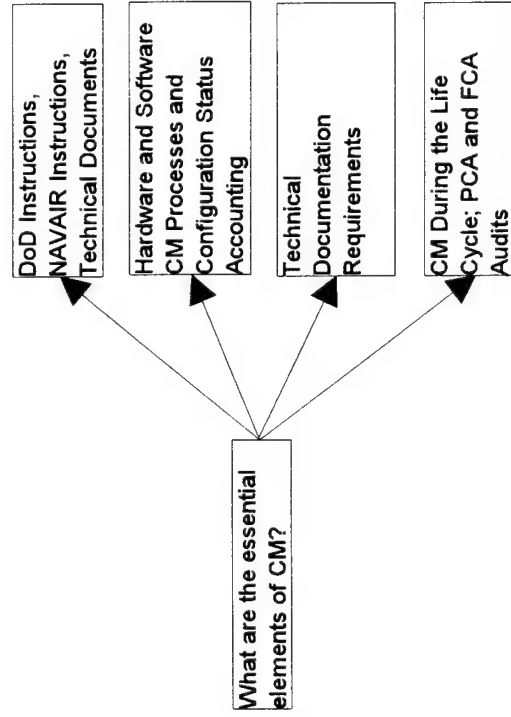 What are the essential
elements of CM?
DoD Instructions,
NAVAIR Instructions,
Technical Documents
Hardware and Software
CM Processes and
Configuration Status
Accounting
Technical
Documentation
Requirements
CM During the Life
Cycle; PCA and FCA
Audits